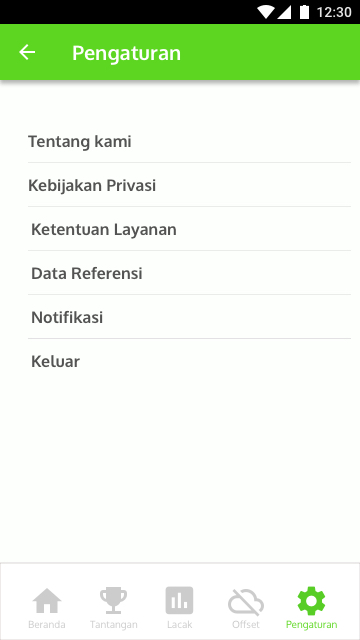 12:30
Pengaturan
Tentang kami
Kebijakan Privasi
Ketentuan Layanan
Data Referensi
Notifikasi
Keluar
Beranda Tantangan Lacak Offset Pengaturan